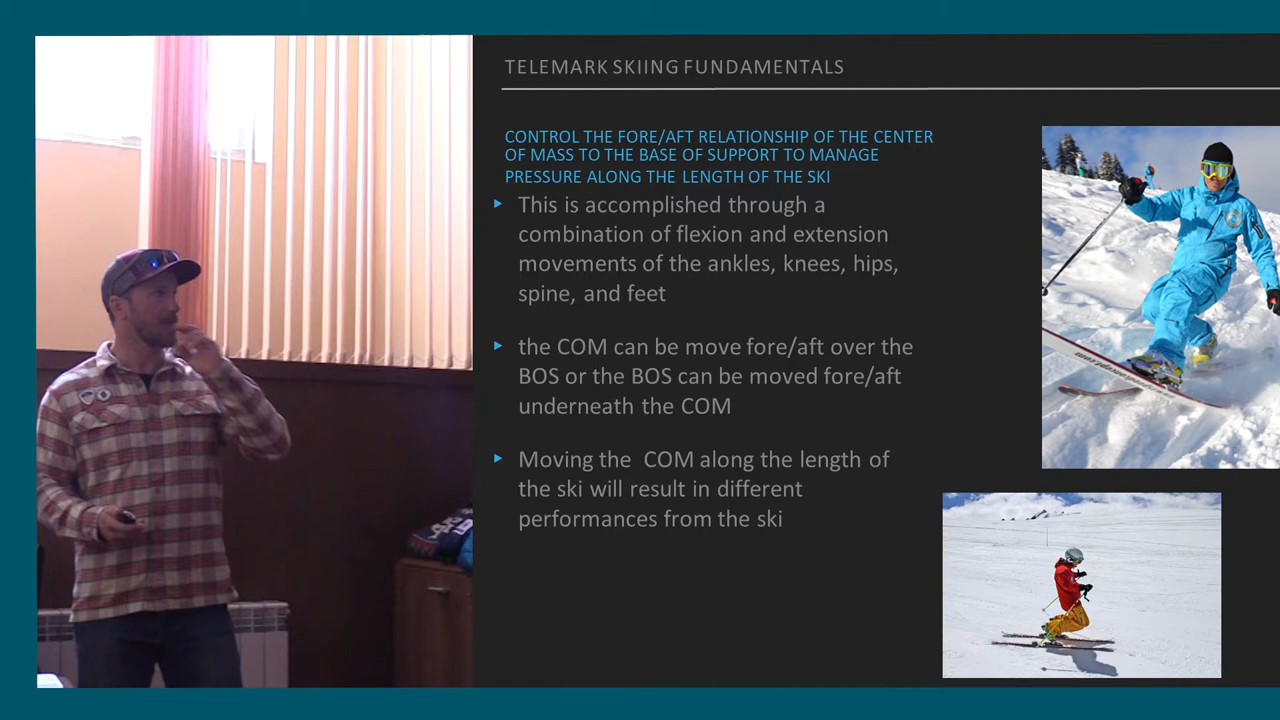 TELEMARK SKIING FUNDAMENTALS
CONTROL THE FORE/AFT RELATIONSHIP OF THE CENTER
OF MASS TO THE BASE OF SUPPORT TO MANAGE
PRESSURE ALONG THE LENGTH OF THE SKI
This is accomplished through a
combination of flexion and extension
movements of the ankles, knees, hips,
spine, and feet
the COM can be move fore/aft over the
BOS or the BOS can be moved fore/aft
underneath the COM
Moving the COM along the length of
the ski will result in different
performances from the ski